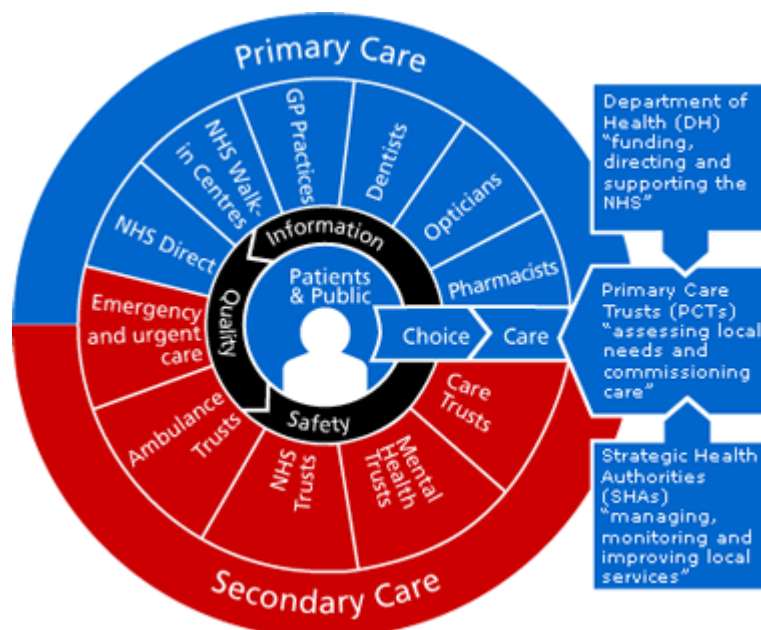 Primary Care
NHS Direct
NHS Walk-
in Centres
GP Practices
Dentists
Opticians
Pharmacists
Information
Quality
Safety
Patients
& Public
Choice
Care
Emergency
and urgent
care
Ambulance
Trusts
NHS
Trusts
Mental
Health
Trusts
Care Trusts
Secondary Care
Department of
Health (DH)
"funding,
directing and
supporting the
NHS"
Primary Care
Trusts (PCTs)
"assessing local
needs and
commissioning
care"
Strategic Health
Authorities
(SHAs)
"managing,
monitoring and
improving local
services"